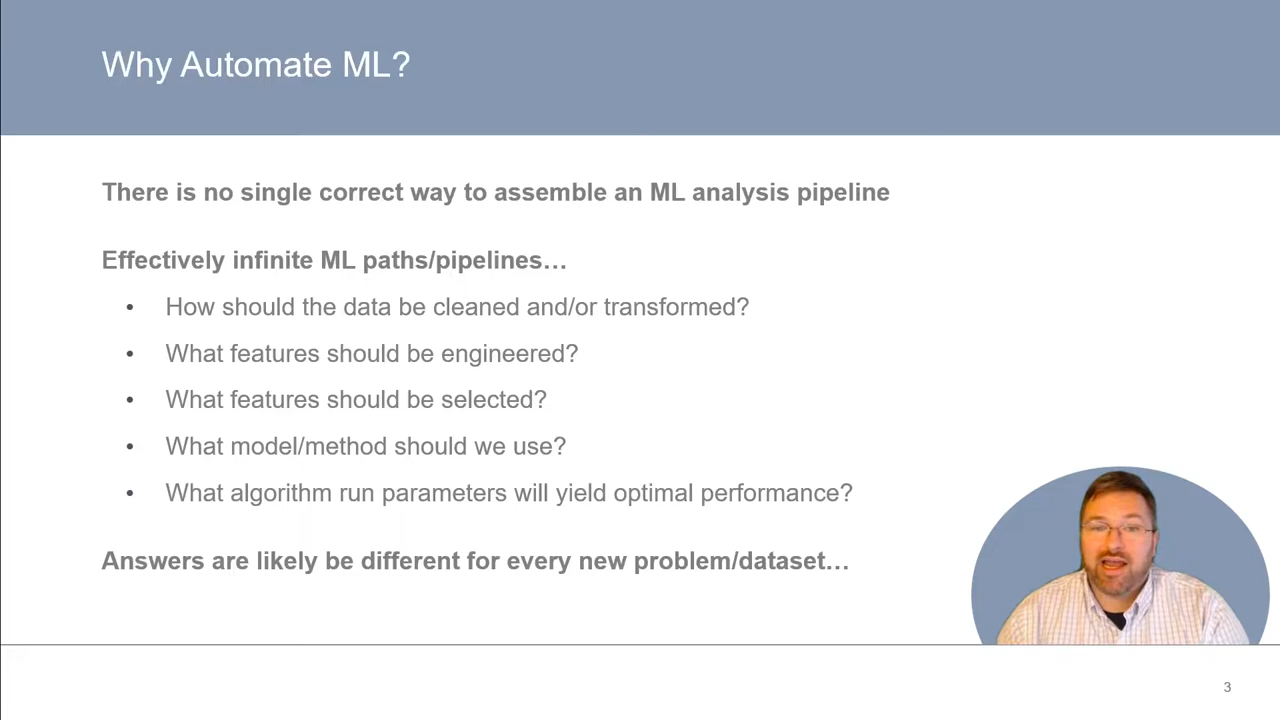 Why Automate ML?
There is no single correct way to assemble an ML analysis pipeline
Effectively infinite ML paths/pipelines…
• How should the data be cleaned and/or transformed?
• What features should be engineered?
• What features should be selected?
• What model/method should we use?
• What algorithm run parameters will yield optimal performance?
Answers are likely be different for every new problem/dataset…
3